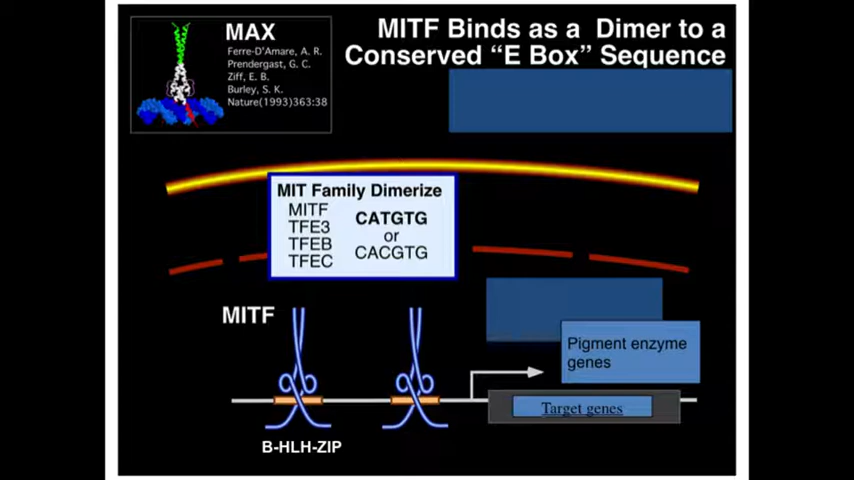 MAX
Ferre-D'Amare, A. R.
Prendergast, G. C.
Ziff, E. B.
Burley, S. K.
Nature(1993)363:38
MITF Binds as a Dimer to a
Conserved “E Box” Sequence
MIT Family Dimerize
MITF
TFE3
TFEB
TFEC
CATGTG
or
CACGTG
MITF
Pigment enzyme
genes
Target genes
B-HLH-ZIP